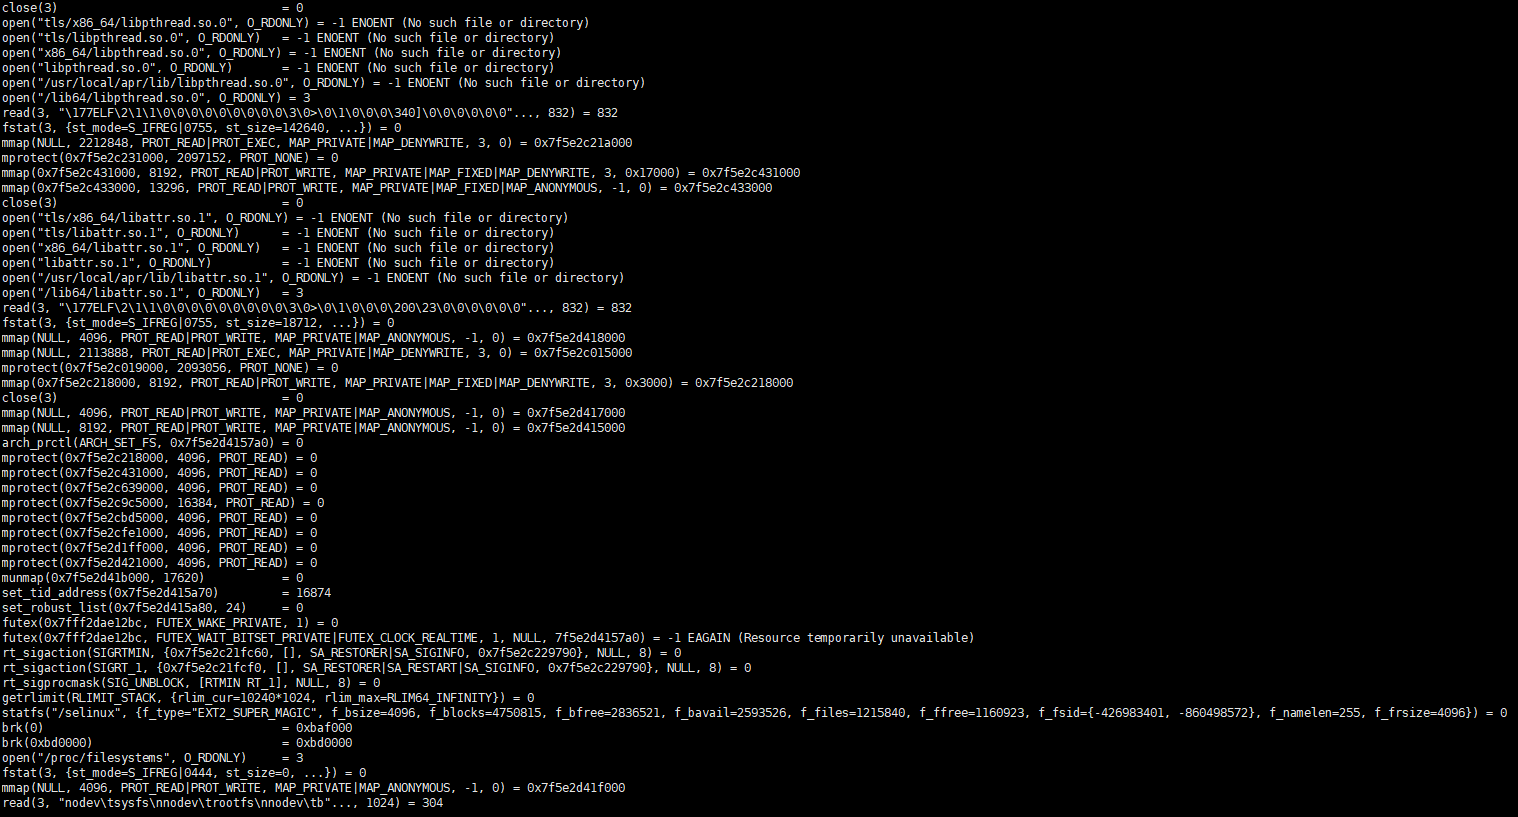 close(3)                                = 0
open("tls/x86_64/libpthread.so.0", O_RDONLY) = -1 ENOENT (No such file or directory)
open("tls/libpthread.so.0", O_RDONLY)   = -1 ENOENT (No such file or directory)
open("x86_64/libpthread.so.0", O_RDONLY) = -1 ENOENT (No such file or directory)
open("libpthread.so.0", O_RDONLY)       = -1 ENOENT (No such file or directory)
open("/usr/local/apr/lib/libpthread.so.0", O_RDONLY) = -1 ENOENT (No such file or directory)
open("/lib64/libpthread.so.0", O_RDONLY) = 3
read(3, "\177ELF\2\1\1\0\0\0\0\0\0\0\0\0\3\0>\0\1\0\0\0\340]\0\0\0\0\0\0"..., 832) = 832
fstat(3, {st_mode=S_IFREG|0755, st_size=142640, ...}) = 0
mmap(NULL, 2212848, PROT_READ|PROT_EXEC, MAP_PRIVATE|MAP_DENYWRITE, 3, 0) = 0x7f5e2c21a000
mprotect(0x7f5e2c231000, 2097152, PROT_NONE) = 0
mmap(0x7f5e2c431000, 8192, PROT_READ|PROT_WRITE, MAP_PRIVATE|MAP_FIXED|MAP_DENYWRITE, 3, 0x17000) = 0x7f5e2c431000
mmap(0x7f5e2c433000, 13296, PROT_READ|PROT_WRITE, MAP_PRIVATE|MAP_FIXED|MAP_ANONYMOUS, -1, 0) = 0x7f5e2c433000
close(3)                                = 0
open("tls/x86_64/libattr.so.1", O_RDONLY) = -1 ENOENT (No such file or directory)
open("tls/libattr.so.1", O_RDONLY)      = -1 ENOENT (No such file or directory)
open("x86_64/libattr.so.1", O_RDONLY)   = -1 ENOENT (No such file or directory)
open("libattr.so.1", O_RDONLY)          = -1 ENOENT (No such file or directory)
open("/usr/local/apr/lib/libattr.so.1", O_RDONLY) = -1 ENOENT (No such file or directory)
open("/lib64/libattr.so.1", O_RDONLY)   = 3
read(3, "\177ELF\2\1\1\0\0\0\0\0\0\0\0\0\3\0>\0\1\0\0\0\200\23\0\0\0\0\0\0"..., 832) = 832
fstat(3, {st_mode=S_IFREG|0755, st_size=18712, ...}) = 0
mmap(NULL, 4096, PROT_READ|PROT_WRITE, MAP_PRIVATE|MAP_ANONYMOUS, -1, 0) = 0x7f5e2d418000
mmap(NULL, 2113888, PROT_READ|PROT_EXEC, MAP_PRIVATE|MAP_DENYWRITE, 3, 0) = 0x7f5e2c015000
mprotect(0x7f5e2c019000, 2093056, PROT_NONE) = 0
mmap(0x7f5e2c218000, 8192, PROT_READ|PROT_WRITE, MAP_PRIVATE|MAP_FIXED|MAP_DENYWRITE, 3, 0x3000) = 0x7f5e2c218000
close(3)                                = 0
mmap(NULL, 4096, PROT_READ|PROT_WRITE, MAP_PRIVATE|MAP_ANONYMOUS, -1, 0) = 0x7f5e2d417000
mmap(NULL, 8192, PROT_READ|PROT_WRITE, MAP_PRIVATE|MAP_ANONYMOUS, -1, 0) = 0x7f5e2d415000
arch_prctl(ARCH_SET_FS, 0x7f5e2d4157a0) = 0
mprotect(0x7f5e2c218000, 4096, PROT_READ) = 0
mprotect(0x7f5e2c431000, 4096, PROT_READ) = 0
mprotect(0x7f5e2c639000, 4096, PROT_READ) = 0
mprotect(0x7f5e2c9c5000, 16384, PROT_READ) = 0
mprotect(0x7f5e2cbd5000, 4096, PROT_READ) = 0
mprotect(0x7f5e2cfe1000, 4096, PROT_READ) = 0
mprotect(0x7f5e2d1ff000, 4096, PROT_READ) = 0
mprotect(0x7f5e2d421000, 4096, PROT_READ) = 0
munmap(0x7f5e2d41b000, 17620)           = 0
set_tid_address(0x7f5e2d415a70)         = 16874
set_robust_list(0x7f5e2d415a80, 24)     = 0
futex(0x7fff2dae12bc, FUTEX_WAKE_PRIVATE, 1) = 0
futex(0x7fff2dae12bc, FUTEX_WAIT_BITSET_PRIVATE|FUTEX_CLOCK_REALTIME, 1, NULL, 7f5e2d4157a0) = -1 EAGAIN (Resource temporarily unavailable)
rt_sigaction(SIGRTMIN, {0x7f5e2c21fc60, [], SA_RESTORER|SA_SIGINFO, 0x7f5e2c229790}, NULL, 8) = 0
rt_sigaction(SIGRT_1, {0x7f5e2c21fcf0, [], SA_RESTORER|SA_RESTART|SA_SIGINFO, 0x7f5e2c229790}, NULL, 8) = 0
rt_sigprocmask(SIG_UNBLOCK, [RTMIN RT_1], NULL, 8) = 0
getrlimit(RLIMIT_STACK, {rlim_cur=10240*1024, rlim_max=RLIM64_INFINITY}) = 0
statfs("/selinux", {f_type="EXT2_SUPER_MAGIC", f_bsize=4096, f_blocks=4750815, f_bfree=2836521, f_bavail=2593526, f_files=1215840, f_ffree=1160923, f_fsid={-426983401, -860498572}, f_namelen=255, f_frsize=4096}) = 0
brk(0)                                  = 0xbaf000
brk(0xbd0000)                           = 0xbd0000
open("/proc/filesystems", O_RDONLY)     = 3
fstat(3, {st_mode=S_IFREG|0444, st_size=0, ...}) = 0
mmap(NULL, 4096, PROT_READ|PROT_WRITE, MAP_PRIVATE|MAP_ANONYMOUS, -1, 0) = 0x7f5e2d41f000
read(3, "nodev\tsysfs\nnodev\trootfs\nnodev\tb"..., 1024) = 304